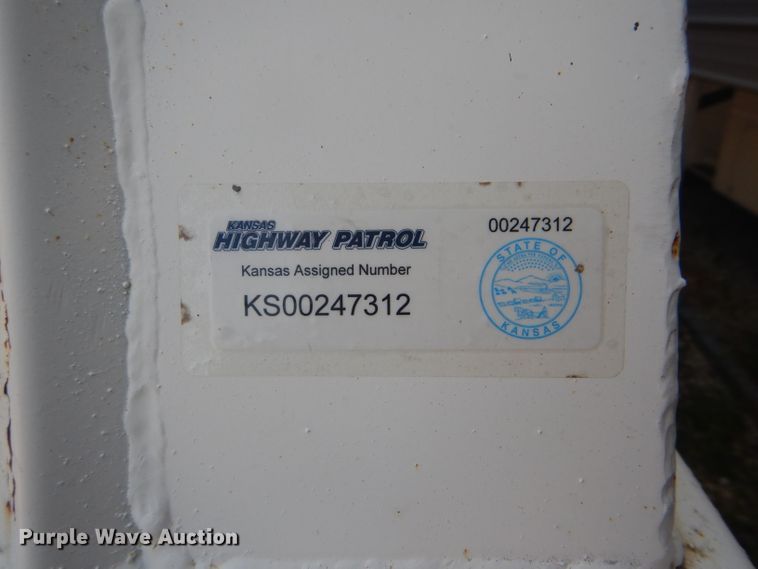 KANSAS
HIGHWAY PATROL
00247312
Kansas Assigned Number
KS00247312
STATE OF
KANSAS
Purple Wave Auction